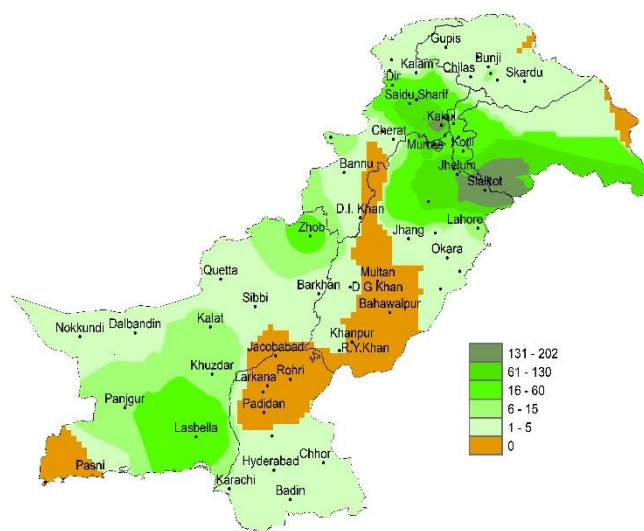 Gupis
Kalam
Chilas
Bunji
Skardu
Dir
Saidu Sharif
Kakul
Cherat
Murree
Kotli
Bannu
Jhelum
Sialkot
D.I. Khan
Zhob
Jhang
Lahore
Okara
Quetta
Multan
Barkhan
D.G.Khan
Sibbi
Bahawalpur
Nokkundi
Dalbandin
Kalat
Khanpur
R.Y.Khan
Jacobabad
Khuzdar
Larkana
Rohri
Panjgur
Padidan
Lasbella
Pasni
Hyderabad
Chhor
Karachi
Badin
131 - 202
61 - 130
16 - 60
6 - 15
1 - 5
0